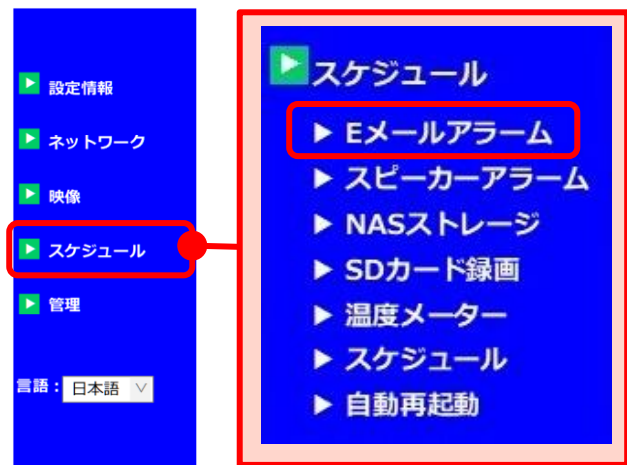 設定情報
ネットワーク
映像
スケジュール
管理
言語：日本語
スケジュール
Eメールアラーム
スピーカーアラーム
NASストレージ
SDカード録画
温度メーター
スケジュール
自動再起動